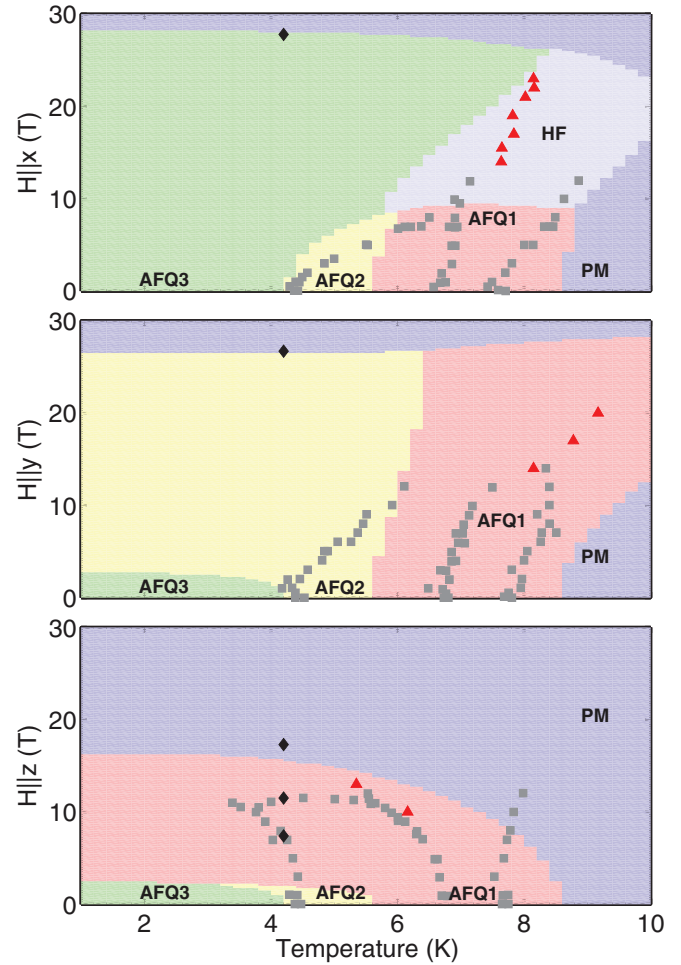 30
20
10
0
H||x (T)
HF
AFQ1
AFQ3
AFQ2
PM
30
20
10
0
H||y (T)
AFQ1
PM
AFQ3
AFQ2
30
20
10
0
H||z (T)
PM
AFQ3
AFQ2
AFQ1
2 4 6 8 10
Temperature (K)